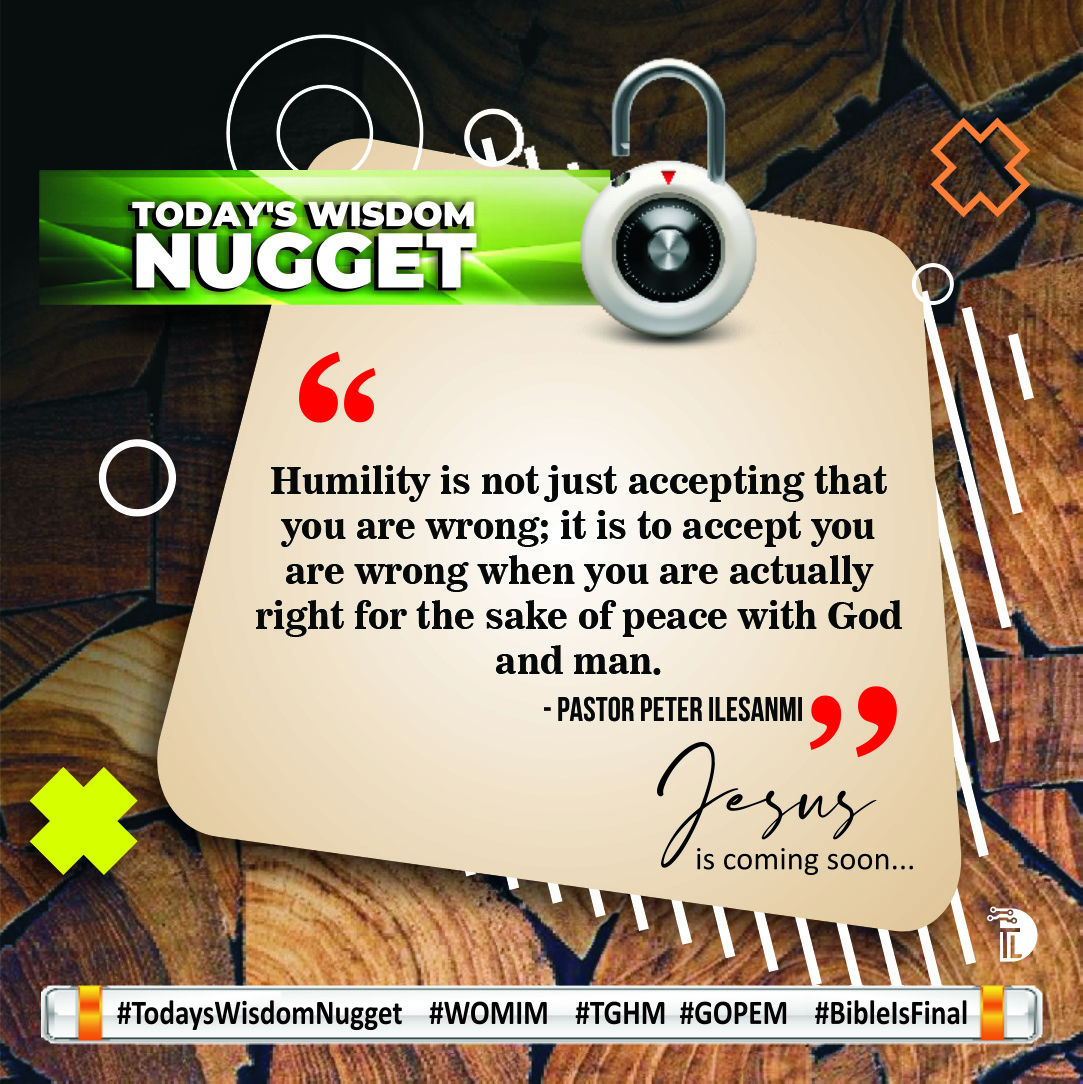 TODAY'S WISDOM
NUGGET
“
Humility is not just accepting that
you are wrong; it is to accept you
are wrong when you are actually
right for the sake of peace with God
and man.
- PASTOR PETER ILESANMI ”
Jesus
is coming soon...
#TodaysWisdomNugget #WOMIM #TGHM #GOPEM #BibleIsFinal